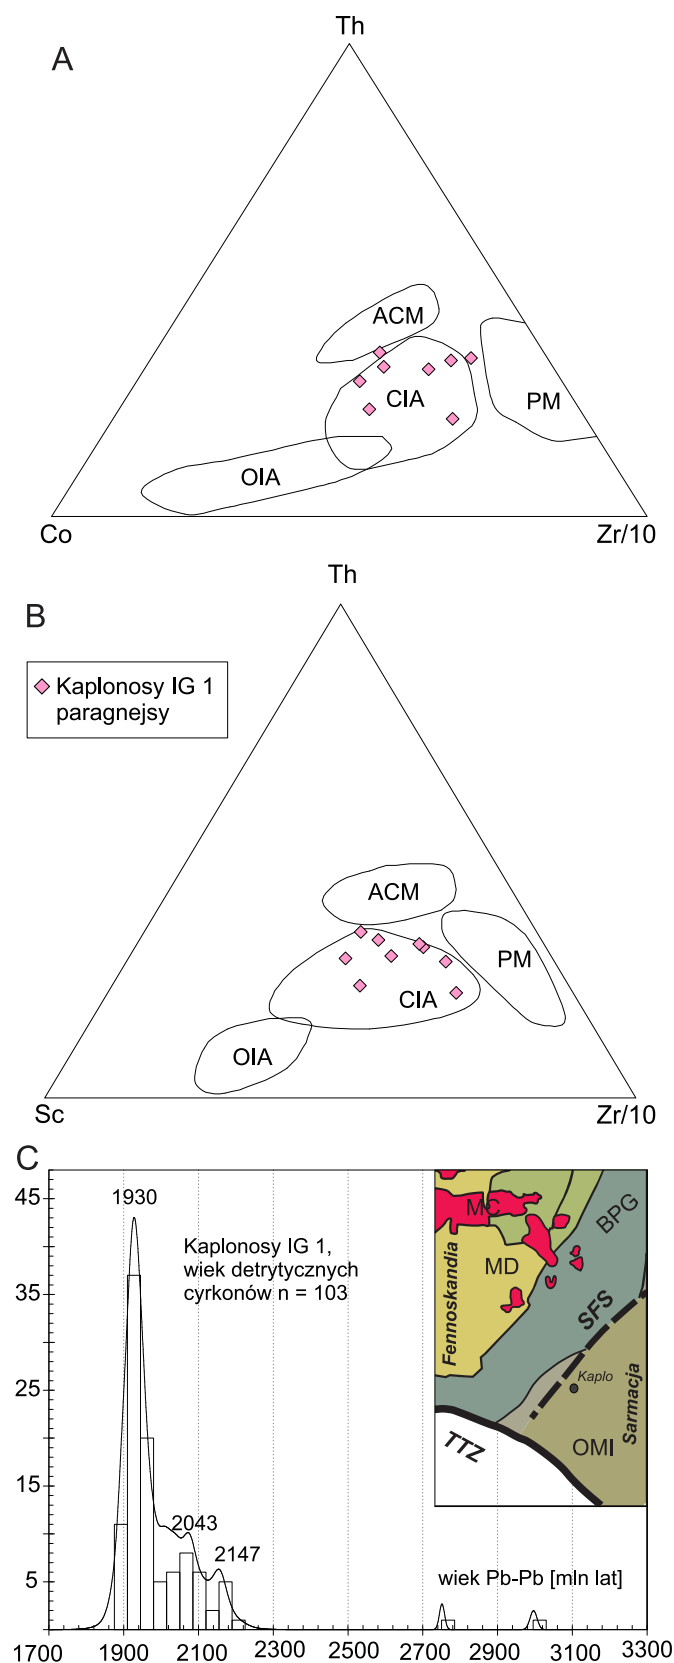 Th
A
ACM
CIA
PM
OIA
Co
Zr/10
Th
B
Kaplonosy IG 1
paragnejsy
ACM
PM
CIA
OIA
Sc
Zr/10
C
45
35
25
15
5
1930
Kaplonosy IG 1,
wiek detrytycznych
cyrkonów n = 103
2043
2147
MC
BPG
MD
Fennoskandia
SFS
Kaplo
Sarmacja
TTZ
OMI
wiek Pb-Pb [mln lat]
1700 1900 2100 2300 2500 2700 2900 3100 3300